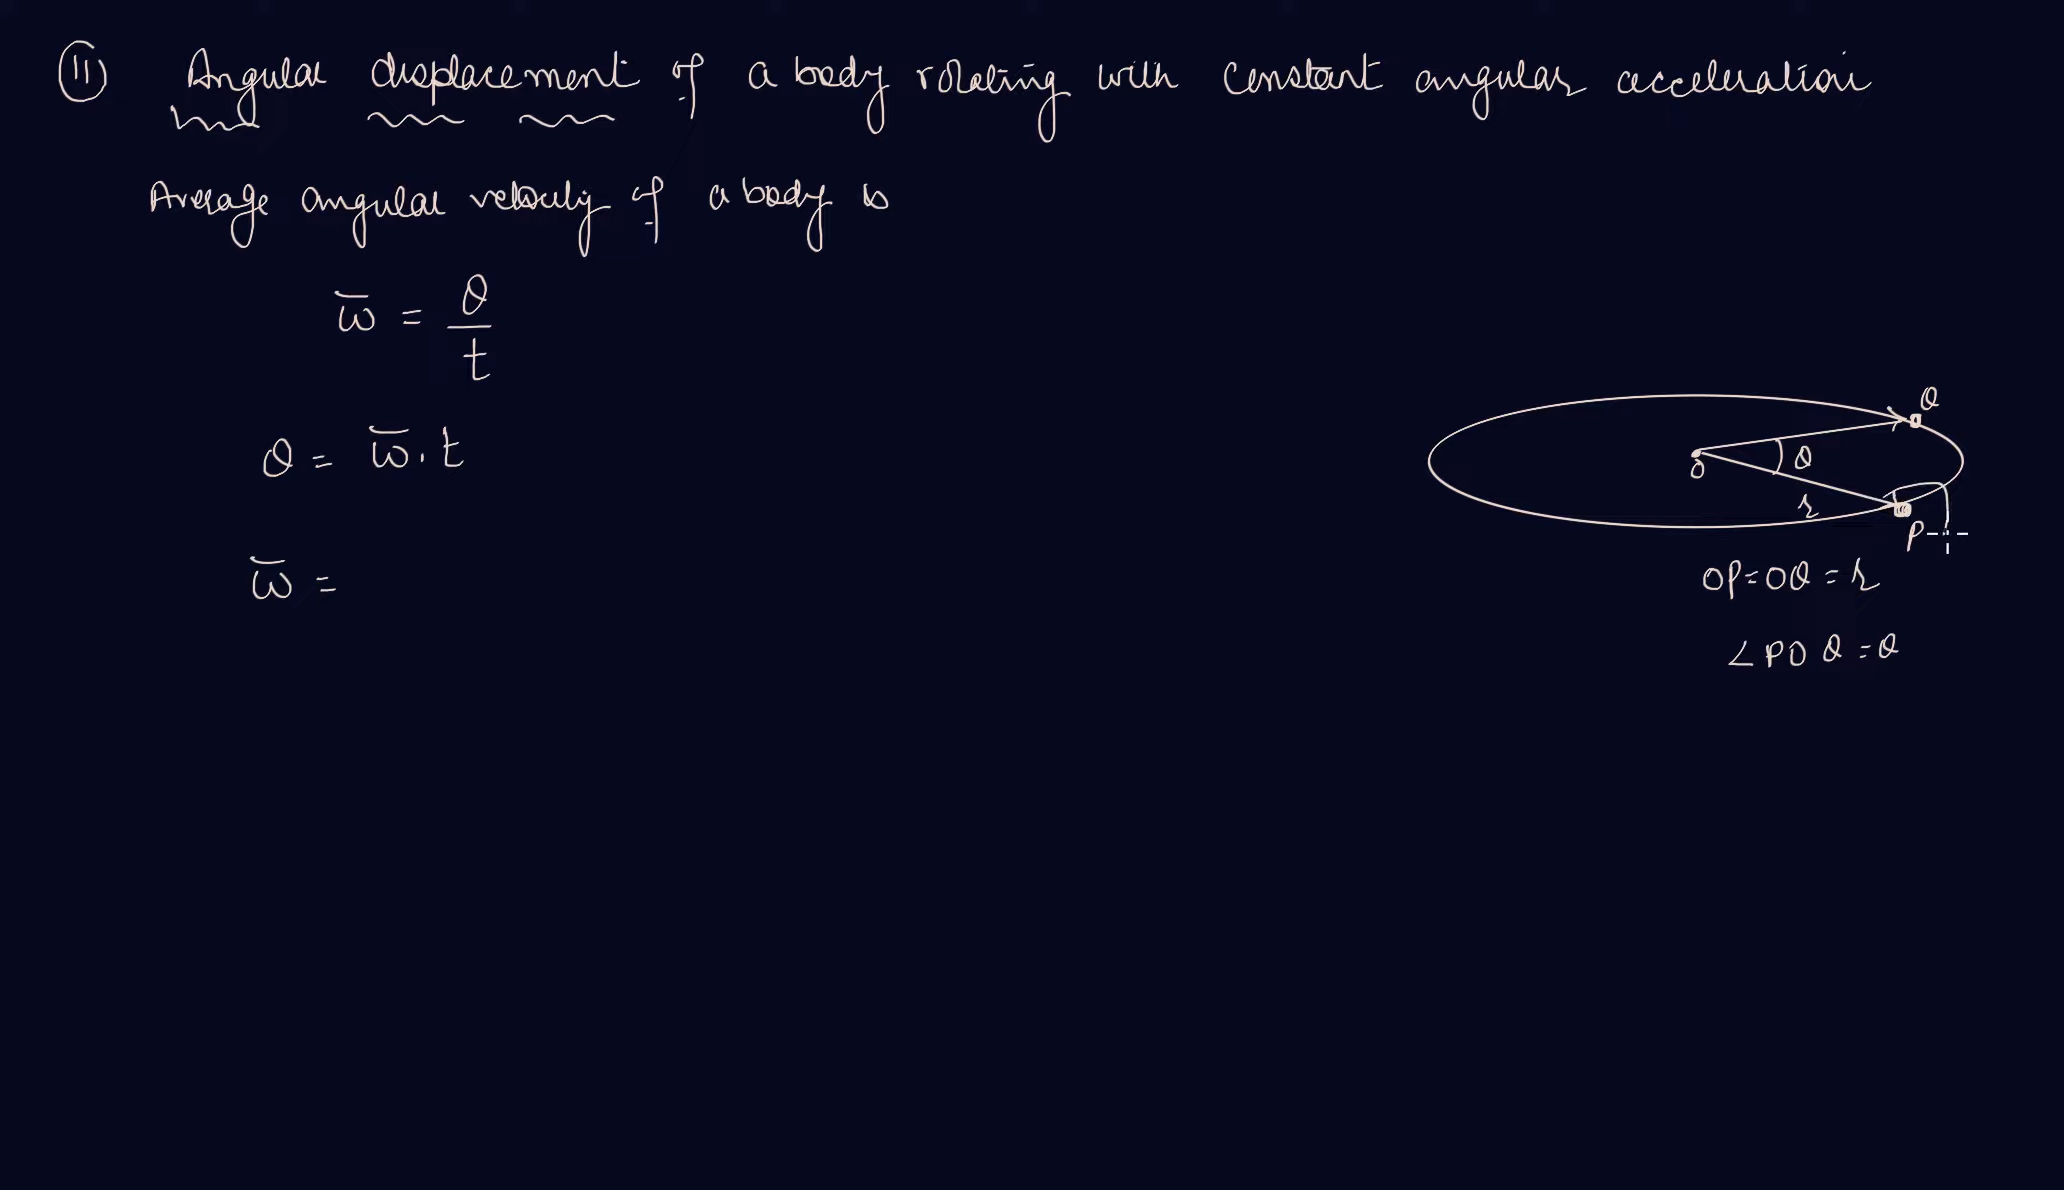 (11) Angular displacement of a body rotating with constant angular acceleration
Average angular velocity of a body is
ω̄ = θ/t
θ = ω̄ . t
ω̄ =
Q
O
θ
r
P
OP = OQ = r
∠POQ = θ